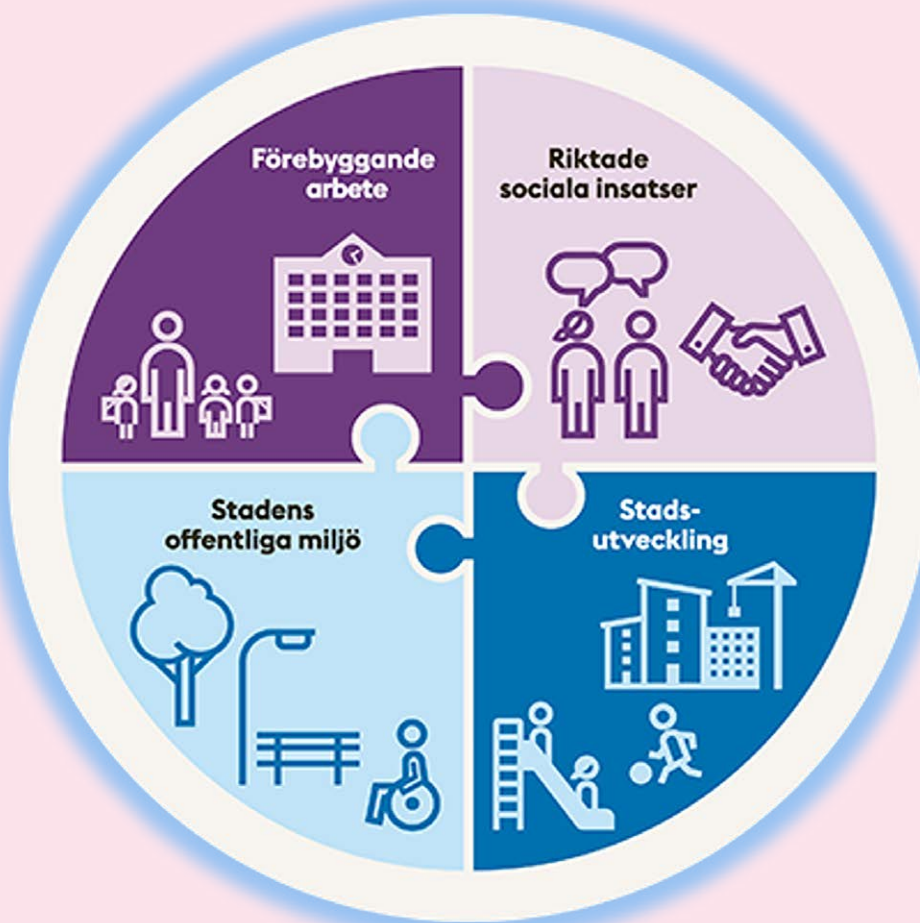 Förebyggande
arbete
Riktade
sociala insatser
Stadens
offentliga miljö
Stads-
utveckling